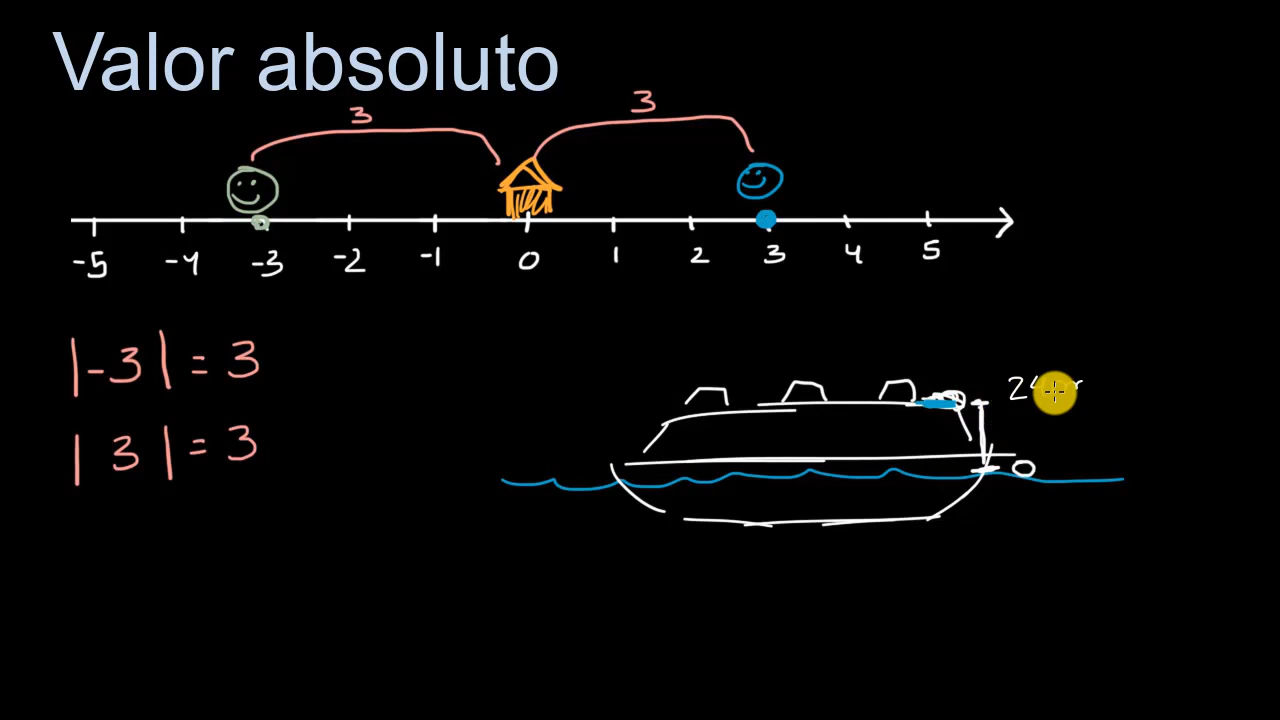 Valor absoluto
3 3
-5 -4 -3 -2 -1 0 1 2 3 4 5
|-3| = 3
| 3 | = 3
0